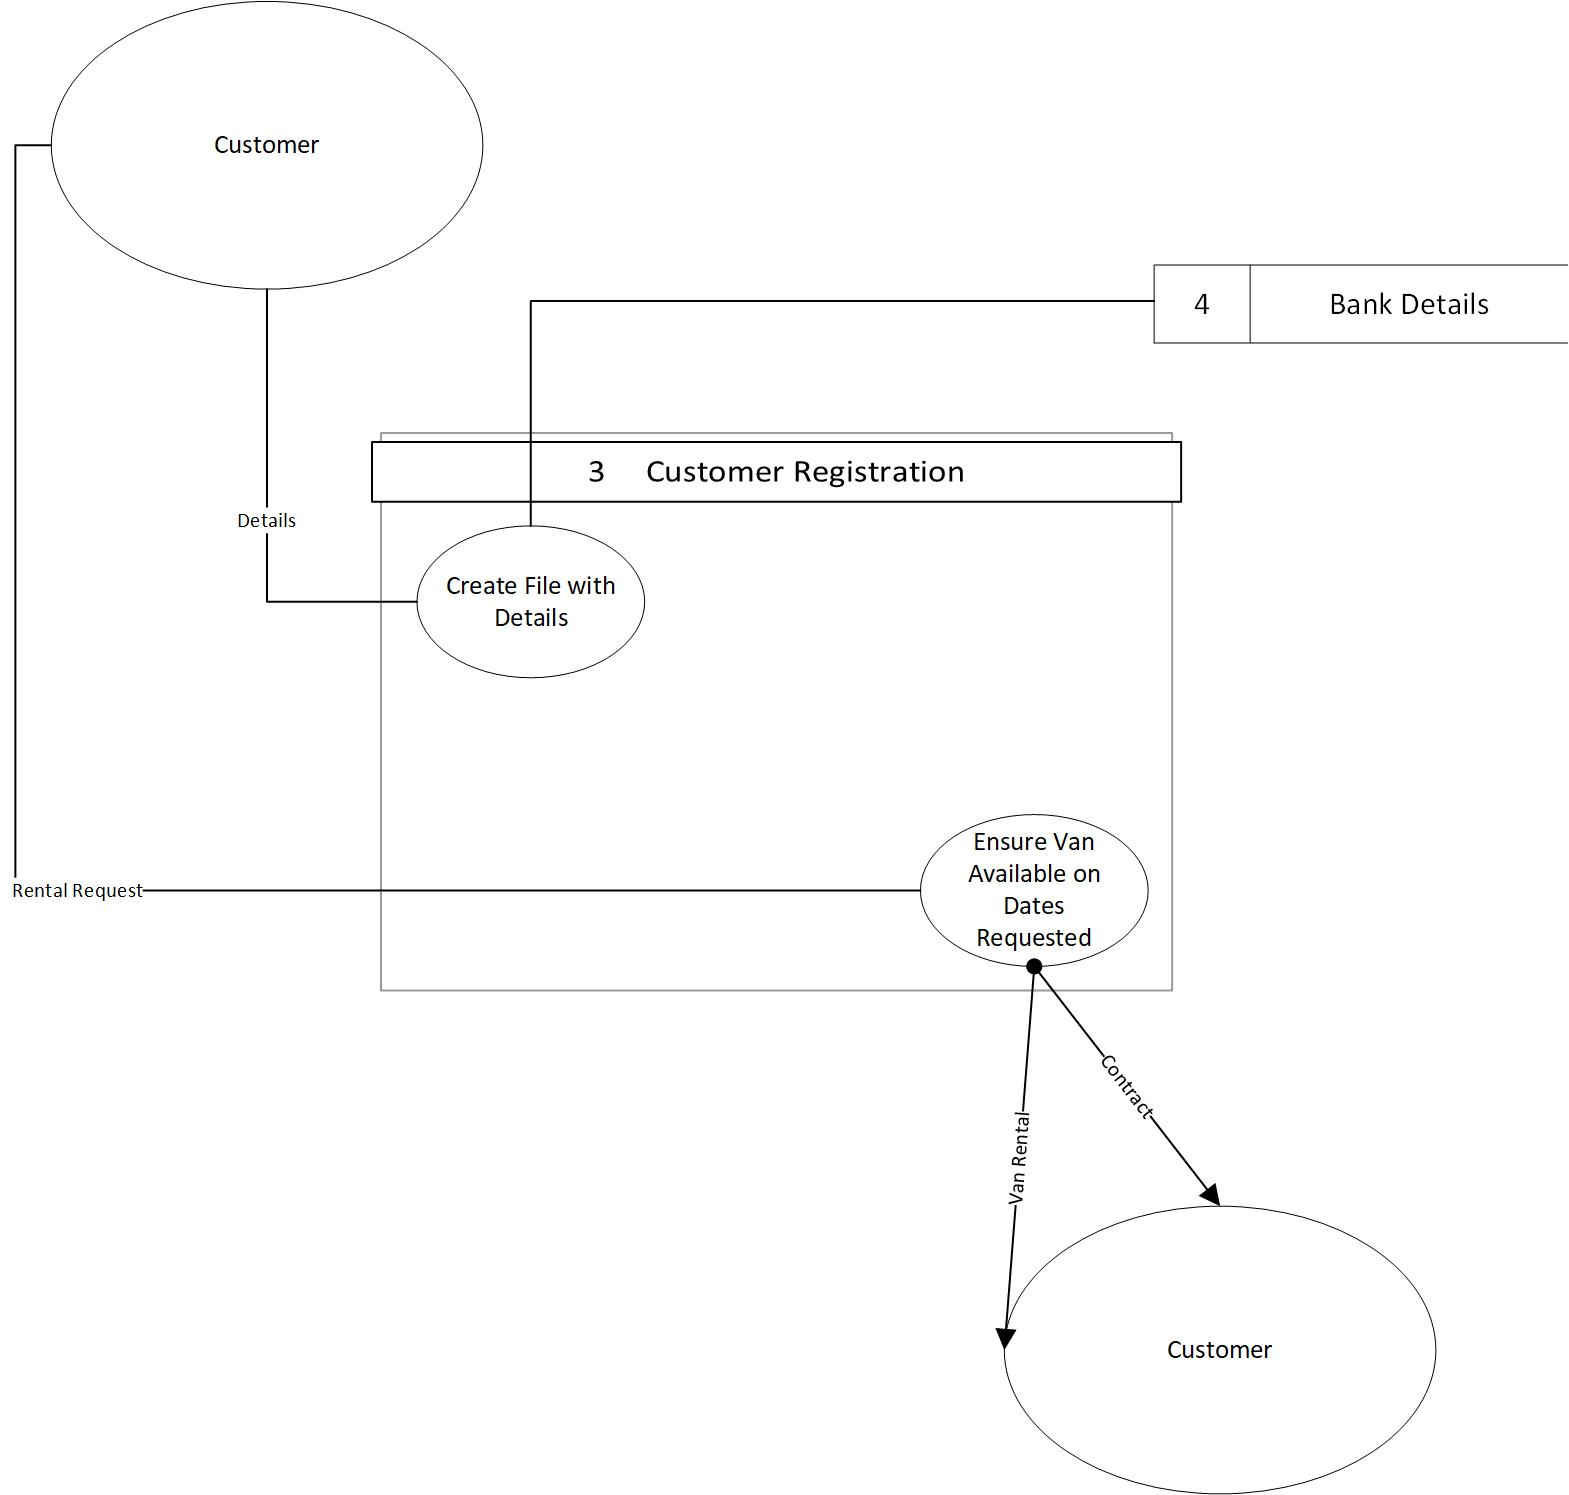 Customer
4 Bank Details
3 Customer Registration
Details
Create File with
Details
Ensure Van
Available on
Dates
Requested
Rental Request
Contract
Van Rental
Customer